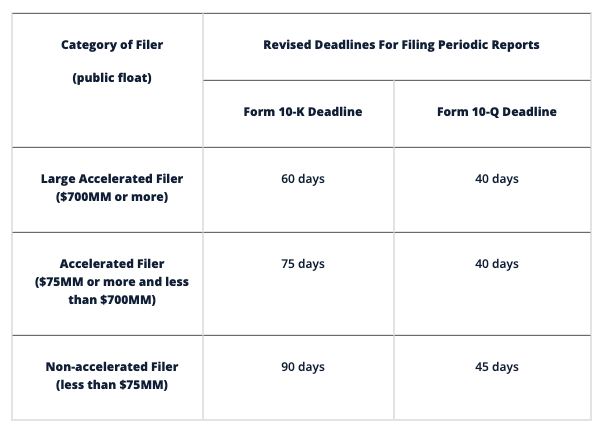 Category of Filer
(public float)
Revised Deadlines For Filing Periodic Reports
Form 10-K Deadline
Form 10-Q Deadline
Large Accelerated Filer
($700MM or more)
60 days
40 days
Accelerated Filer
($75MM or more and less
than $700MM)
75 days
40 days
Non-accelerated Filer
(less than $75MM)
90 days
45 days